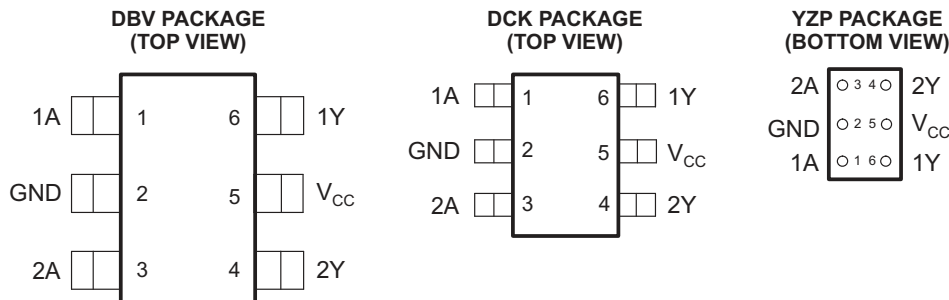 DBV PACKAGE
(TOP VIEW)
1A 1 6 1Y
GND 2 5 VCC
2A 3 4 2Y
DCK PACKAGE
(TOP VIEW)
1A 1 6 1Y
GND 2 5 VCC
2A 3 4 2Y
YZP PACKAGE
(BOTTOM VIEW)
2A 3 4 2Y
GND 2 5 VCC
1A 1 6 1Y